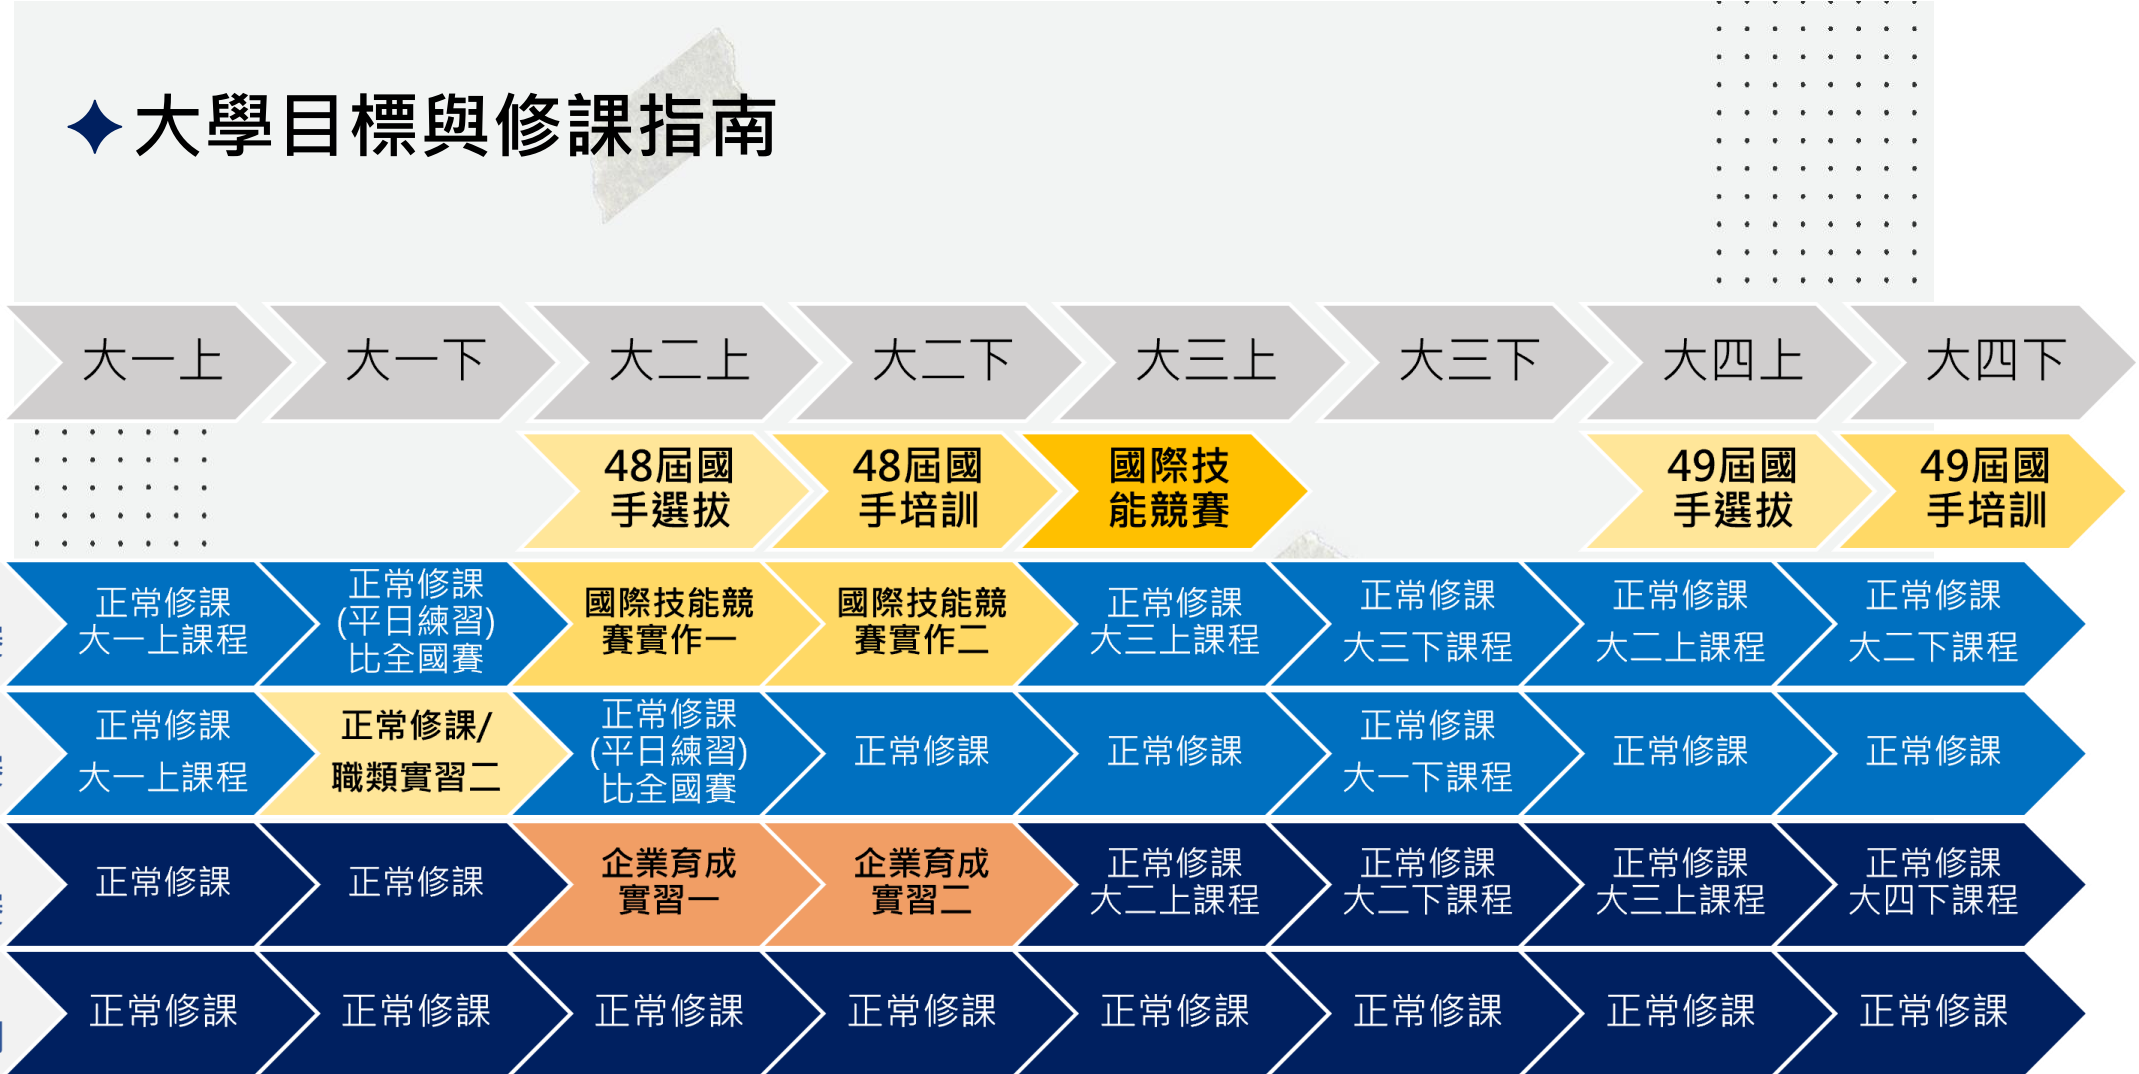 大學目標與修課指南
大一上
大一下
大二上
大二下
大三上
大三下
大四上
大四下
48屆國
手選拔
48屆國
手培訓
國際技
能競賽
49屆國
手選拔
49屆國
手培訓
正常修課
大一上課程
正常修課
(平日練習)
比全國賽
國際技能競
賽實作一
國際技能競
賽實作二
正常修課
大三上課程
正常修課
大三下課程
正常修課
大二上課程
正常修課
大二下課程
正常修課
大一上課程
正常修課/
職類實習二
正常修課
(平日練習)
比全國賽
正常修課
正常修課
正常修課
大一下課程
正常修課
正常修課
正常修課
正常修課
企業育成
實習一
企業育成
實習二
正常修課
大二上課程
正常修課
大二下課程
正常修課
大三上課程
正常修課
大四下課程
正常修課
正常修課
正常修課
正常修課
正常修課
正常修課
正常修課
正常修課